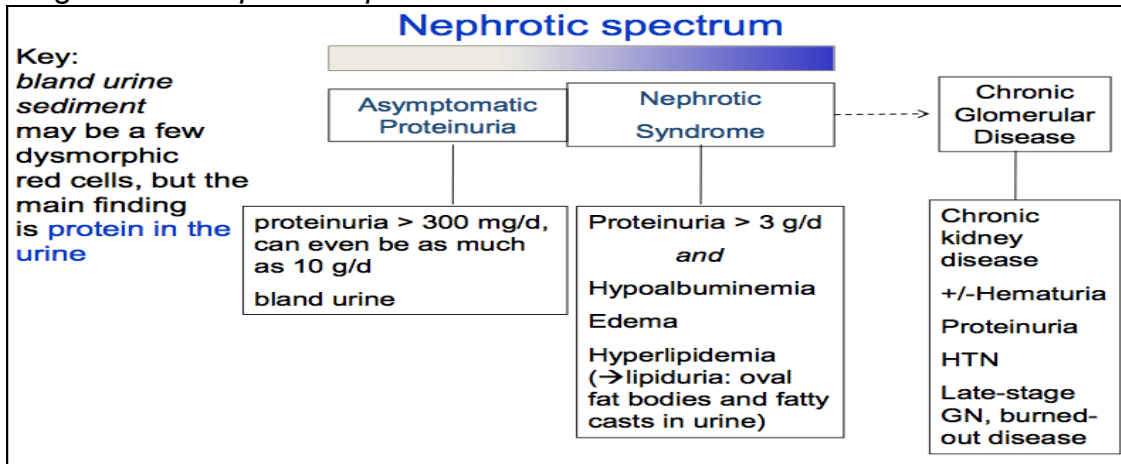 Nephrotic spectrum
Key:
bland urine
sediment
may be a few
dysmorphic
red cells, but the
main finding
is protein in the
urine
Asymptomatic
Proteinuria
Nephrotic
Syndrome
Chronic
Glomerular
Disease
proteinuria > 300 mg/d,
can even be as much
as 10 g/d
bland urine
Proteinuria > 3 g/d
and
Hypoalbuminemia
Edema
Hyperlipidemia
(→lipiduria: oval
fat bodies and fatty
casts in urine)
Chronic
kidney
disease
+/-Hematuria
Proteinuria
HTN
Late-stage
GN, burned-
out disease